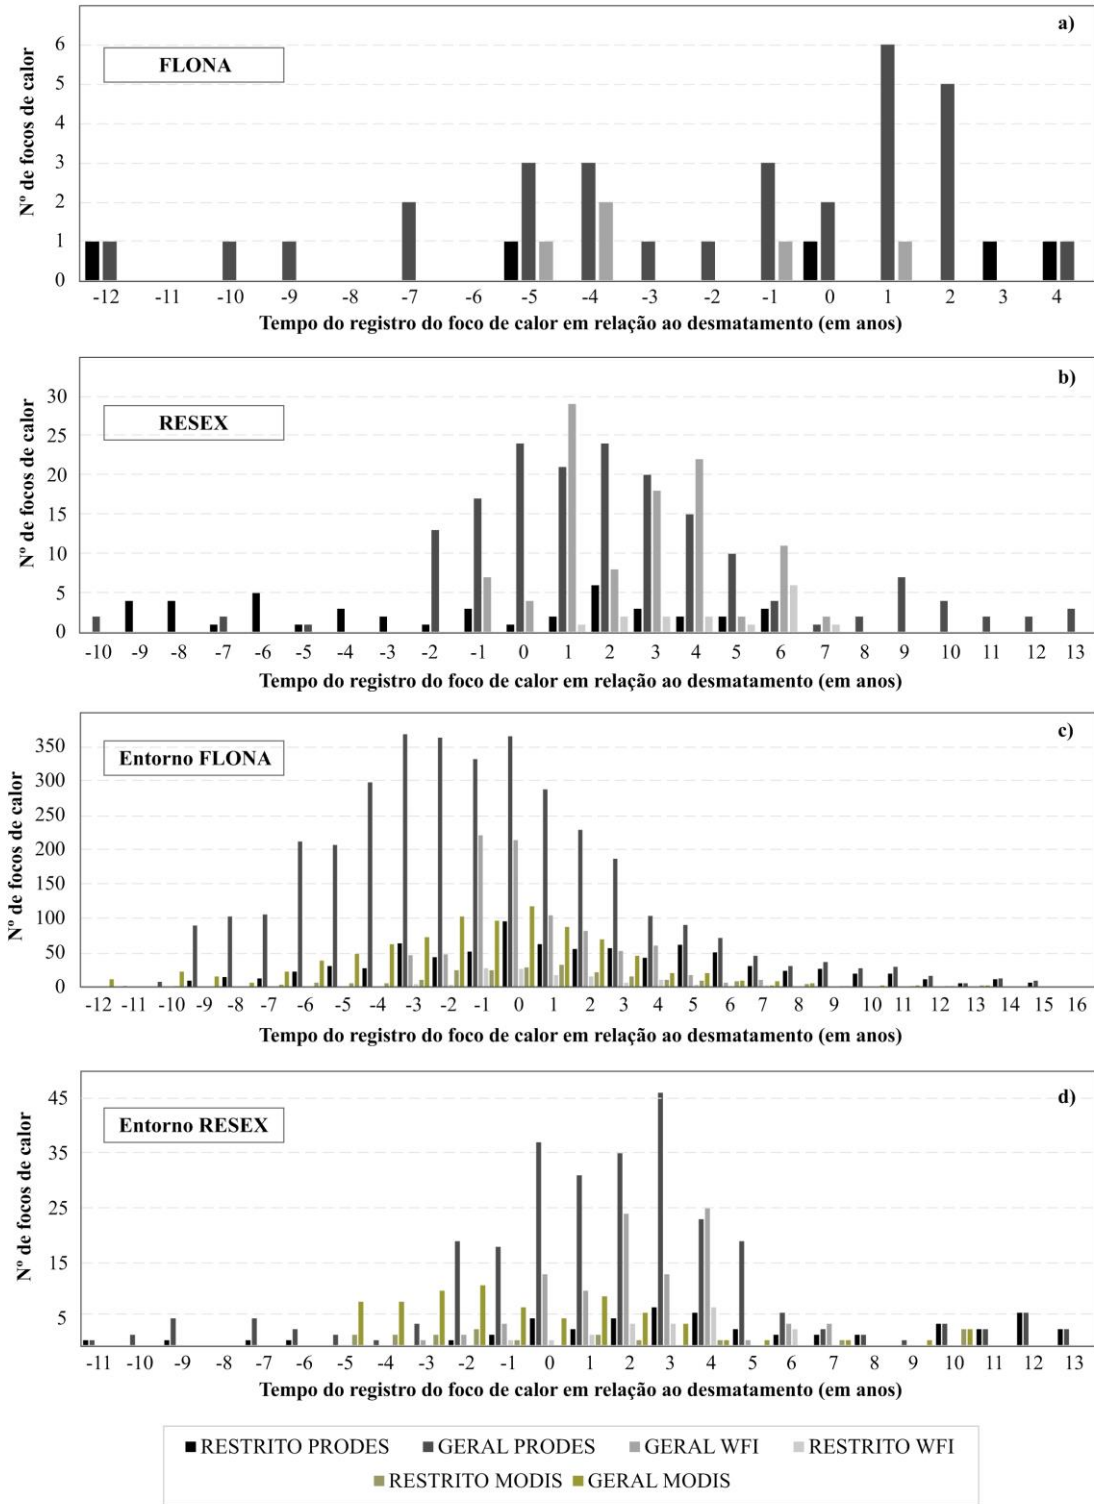 a)
FLONA
Nº de focos de calor
6
5
4
3
2
1
0
-12 -11 -10 -9 -8 -7 -6 -5 -4 -3 -2 -1 0 1 2 3 4
Tempo do registro do foco de calor em relação ao desmatamento (em anos)
b)
RESEX
Nº de focos de calor
30
25
20
15
10
5
0
-10 -9 -8 -7 -6 -5 -4 -3 -2 -1 0 1 2 3 4 5 6 7 8 9 10 11 12 13
Tempo do registro do foco de calor em relação ao desmatamento (em anos)
c)
Entorno FLONA
Nº de focos de calor
350
300
250
200
150
100
50
0
-12 -11 -10 -9 -8 -7 -6 -5 -4 -3 -2 -1 0 1 2 3 4 5 6 7 8 9 10 11 12 13 14 15 16
Tempo do registro do foco de calor em relação ao desmatamento (em anos)
d)
Entorno RESEX
Nº de focos de calor
45
35
25
15
5
-11 -10 -9 -8 -7 -6 -5 -4 -3 -2 -1 0 1 2 3 4 5 6 7 8 9 10 11 12 13
Tempo do registro do foco de calor em relação ao desmatamento (em anos)
RESTRITO PRODES GERAL PRODES GERAL WFI RESTRITO WFI
RESTRITO MODIS GERAL MODIS